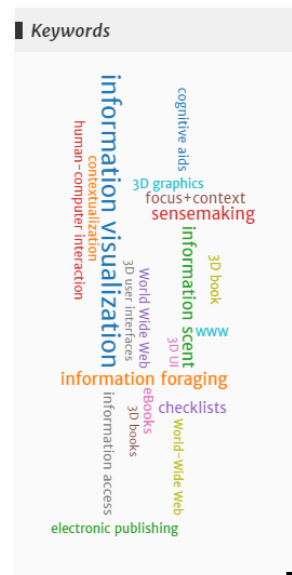 Keywords
information visualization
cognitive aids
human-computer interaction
contextualization
3D graphics
focus+context
sensemaking
information scent
3D book
3D user interfaces
World Wide Web
www
3D UI
information foraging
eBooks
checklists
information access
3D books
World-Wide Web
electronic publishing